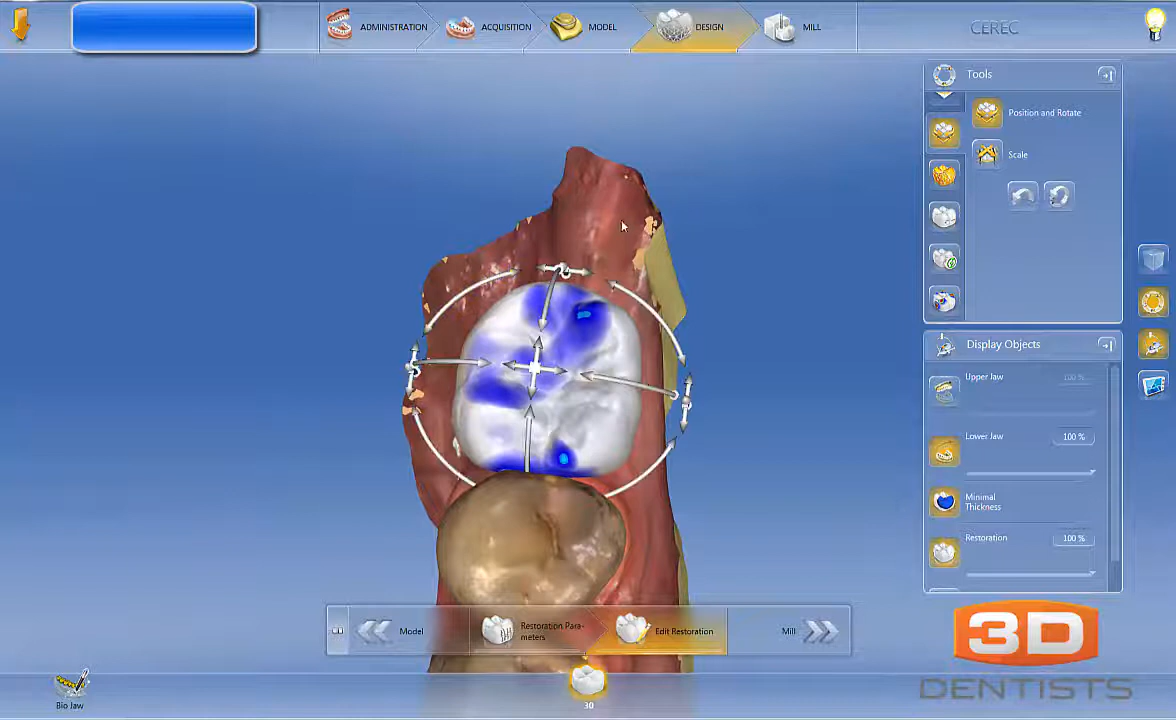 ADMINISTRATION
ACQUISITION
MODEL
DESIGN
MILL
CEREC
Tools
Position and Rotate
Scale
Display Objects
Upper Jaw
100 %
Lower Jaw
100 %
Minimal
Thickness
Restoration
100 %
Model
Restoration Para-
meters
Edit Restoration
Mill
3D
DENTISTS
Bio Jaw
30